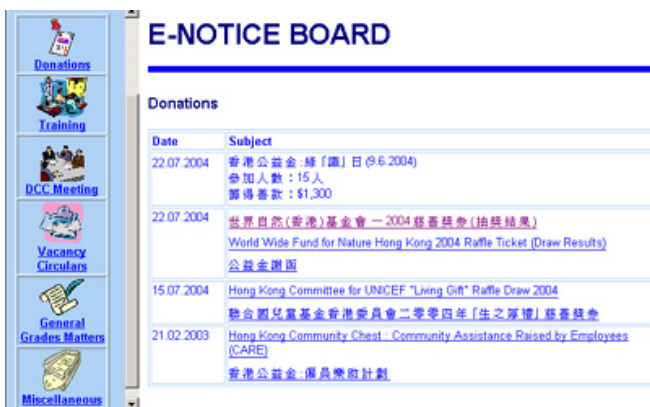 E-NOTICE BOARD
Donations
Training
DCC Meeting
Vacancy
Circulars
General
Grades Matters
Miscellaneous
Donations
Date Subject
22.07.2004 香港公益金:綠「識」日 (9.6.2004)
參加人數：15人
籌得善款：$1,300
22.07.2004 世界自然(香港)基金會 － 2004 慈善獎券 (抽獎結果)
World Wide Fund for Nature Hong Kong 2004 Raffle Ticket (Draw Results)
公益金謝函
15.07.2004 Hong Kong Committee for UNICEF "Living Gift" Raffle Draw 2004
聯合國兒童基金香港委員會二零零四年「生之厚禮」慈善獎券
21.02.2003 Hong Kong Community Chest : Community Assistance Raised by Employees
(CARE)
香港公益金:僱員樂助計劃